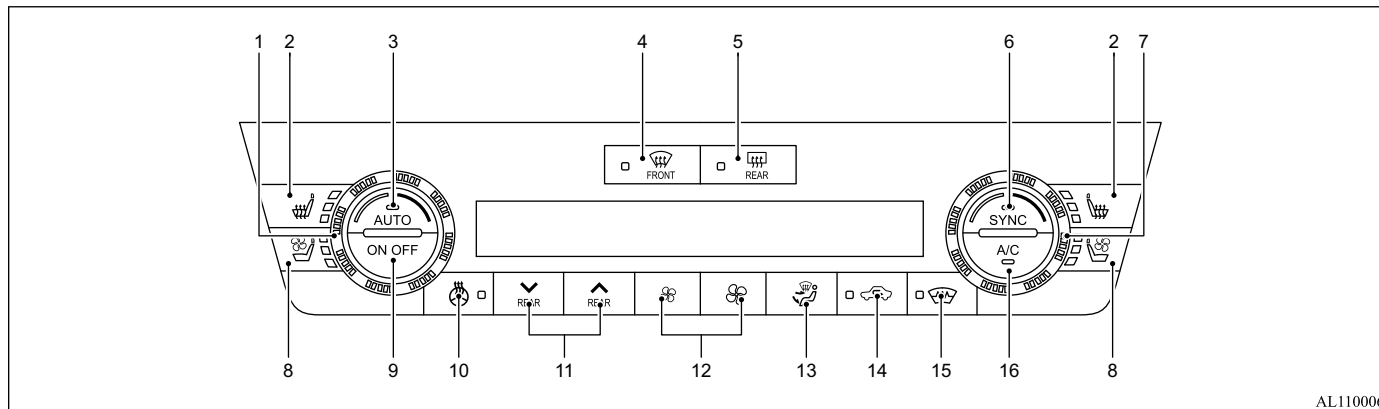 1 2 3 4 5 6 2 7
FRONT REAR
AUTO SYNC
ON OFF A/C
REAR REAR
8 9 10 11 12 13 14 15 16 8
AL110006